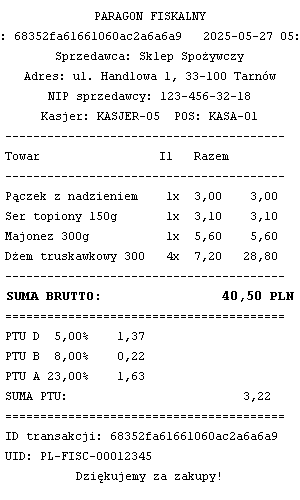 PARAGON FISKALNY
: 68352fa61661060ac2a6a6a9 2025-05-27 05:
Sprzedawca: Sklep Spożywczy
Adres: ul. Handlowa 1, 33-100 Tarnów
NIP sprzedawcy: 123-456-32-18
Kasjer: KASJER-05 POS: KASA-01
----------------------------------------
Towar Il Razem
----------------------------------------
Pączek z nadzieniem 1x 3,00 3,00
Ser topiony 150g 1x 3,10 3,10
Majonez 300g 1x 5,60 5,60
Dżem truskawkowy 300 4x 7,20 28,80
----------------------------------------
SUMA BRUTTO: 40,50 PLN
========================================
PTU D 5,00% 1,37
PTU B 8,00% 0,22
PTU A 23,00% 1,63
SUMA PTU: 3,22
========================================
ID transakcji: 68352fa61661060ac2a6a6a9
UID: PL-FISC-00012345
Dziękujemy za zakupy!